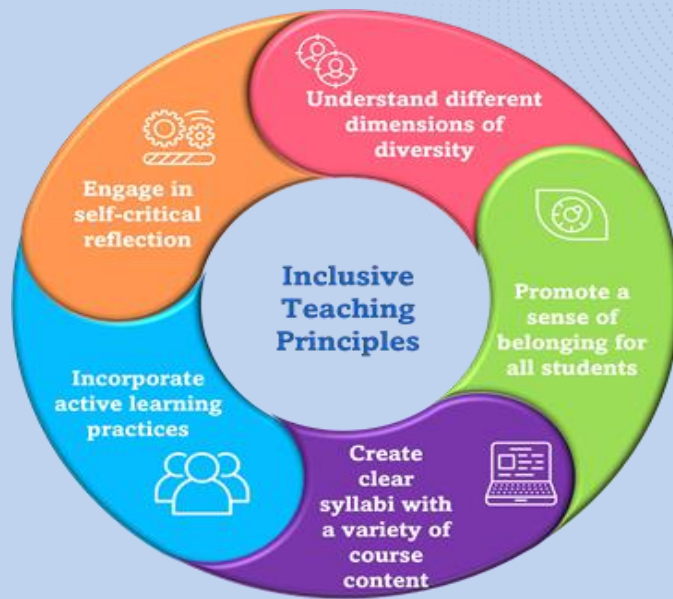 Understand different
dimensions of
diversity
Promote a
sense of
belonging for
all students
Create
clear
syllabi with
a variety of
course
content
Incorporate
active learning
practices
Engage in
self-critical
reflection
Inclusive
Teaching
Principles